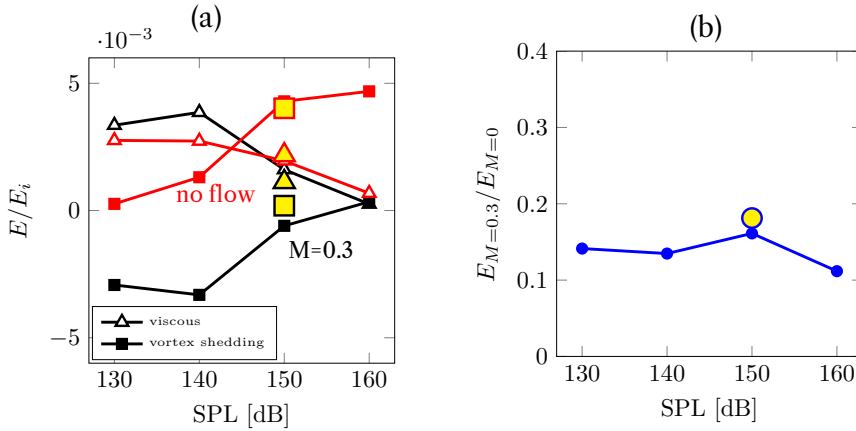 (a)
·10⁻³
5
0
−5
E/Eᵢ
no flow
M=0.3
viscous
vortex shedding
130 140 150 160
SPL [dB]
(b)
0.4
0.3
0.2
0.1
0
E_{M=0.3}/E_{M=0}
130 140 150 160
SPL [dB]